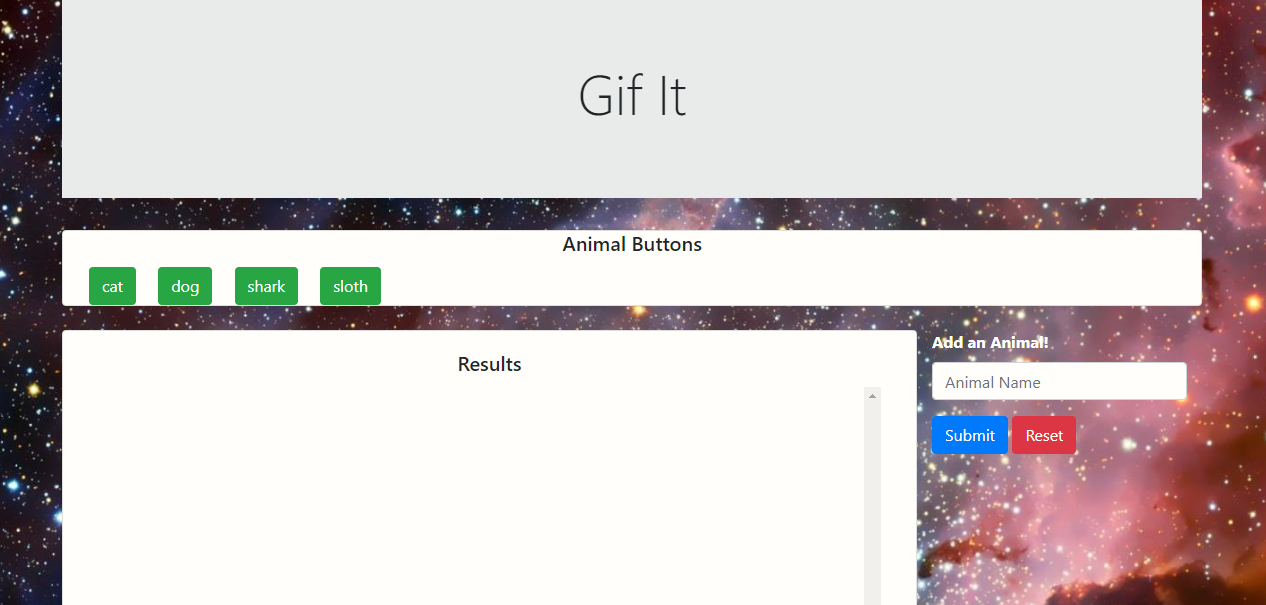 Gif It
Animal Buttons
cat dog shark sloth
Results
Add an Animal!
Animal Name
Submit Reset